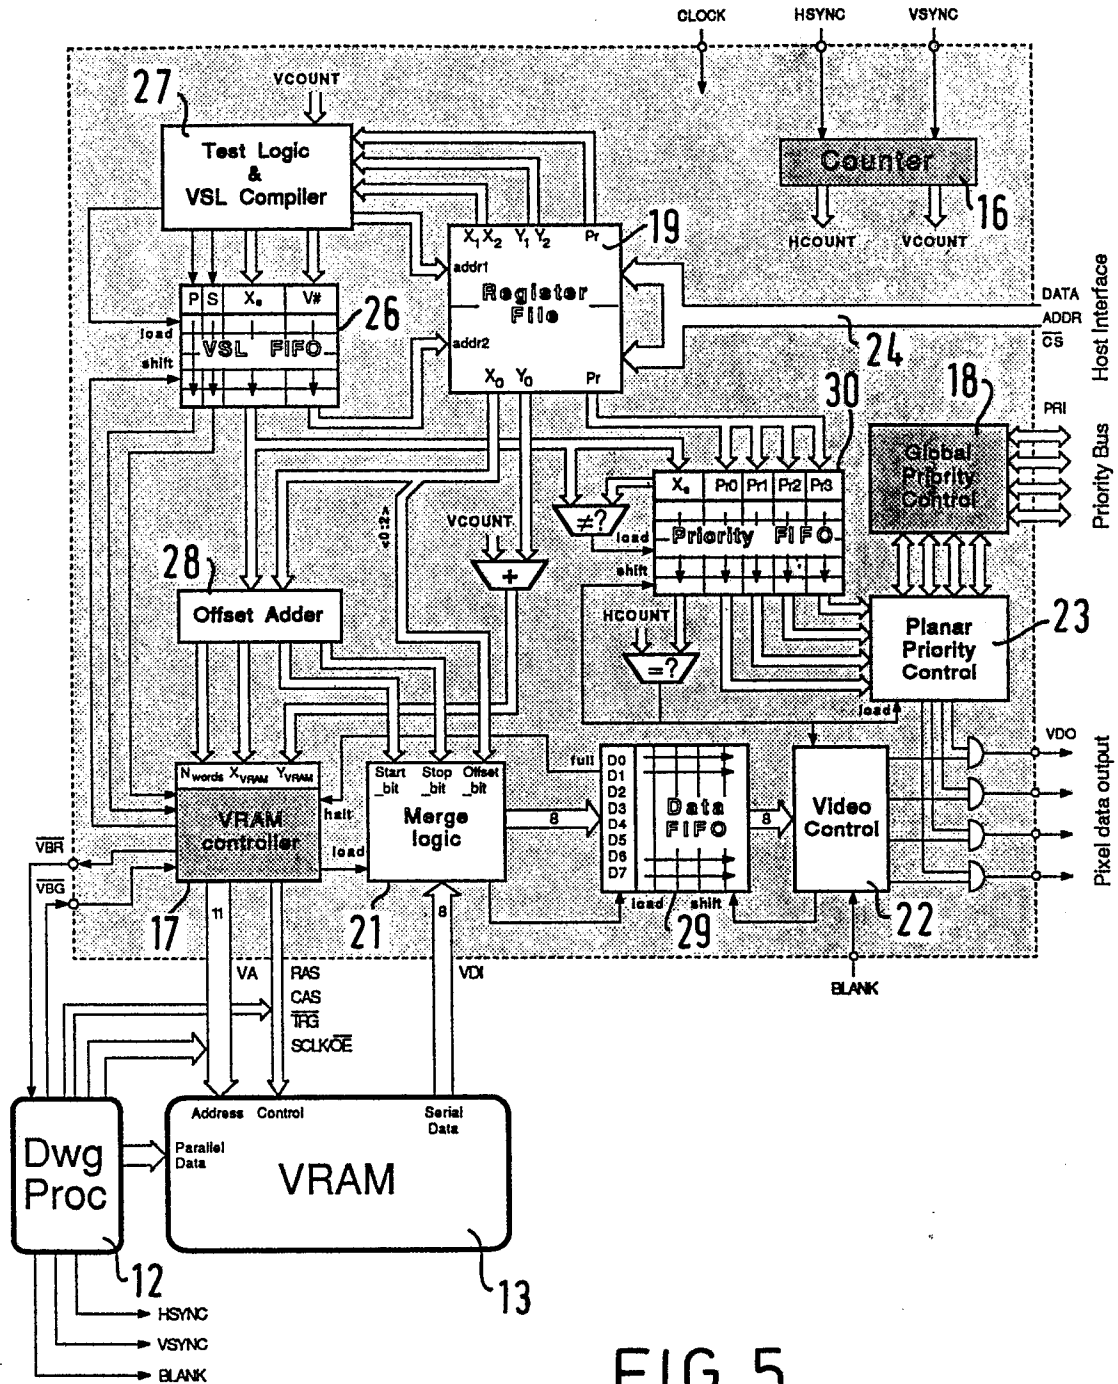 CLOCK
HSYNC
VSYNC
27
VCOUNT
Test Logic
&
VSL Compiler
Counter
16
HCOUNT
VCOUNT
X1 X2
Y1 Y2
Pr
19
addr1
Register
File
addr2
X0
Y0
Pr
DATA
ADDR
CS
24
Host Interface
P
S
Xe
V#
26
load
VSL FIFO
shift
30
18
PRI
Global
Priority
Control
Priority Bus
Xe
Pr0
Pr1
Pr2
Pr3
≠?
load
Priority FIFO
shift
VCOUNT
+
28
Offset Adder
HCOUNT
=?
Planar
Priority
Control
23
load
Nwords
XVRAM
YVRAM
VRAM
controller
halt
load
17
Start
_bit
Stop
_bit
Offset
_bit
Merge
logic
21
full
8
D0
D1
D2
D3
D4
D5
D6
D7
Data
FIFO
load
shift
29
8
Video
Control
22
VDO
Pixel data output
VBR
VBG
11
8
VA
RAS
CAS
TRG
SCLK/OE
VDI
BLANK
Dwg
Proc
12
Address
Control
Serial
Data
Parallel
Data
VRAM
13
HSYNC
VSYNC
BLANK
FIG 5